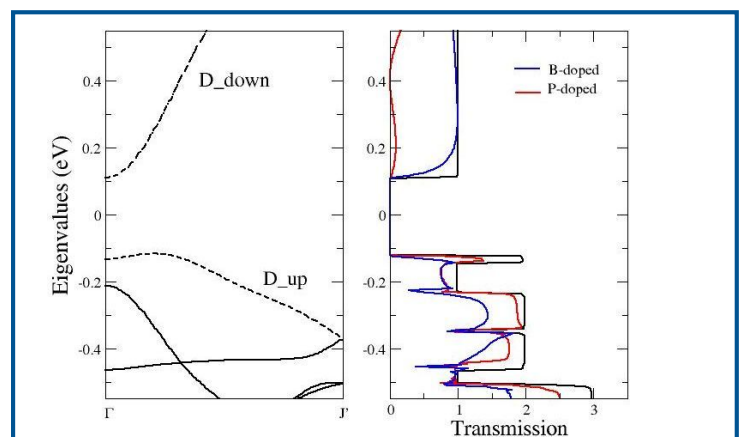 Eigenvalues (eV)
0.4
0.2
0
-0.2
-0.4
D_down
D_up
Γ
J'
0.4
0.2
0
-0.2
-0.4
B-doped
P-doped
0
1
2
3
Transmission